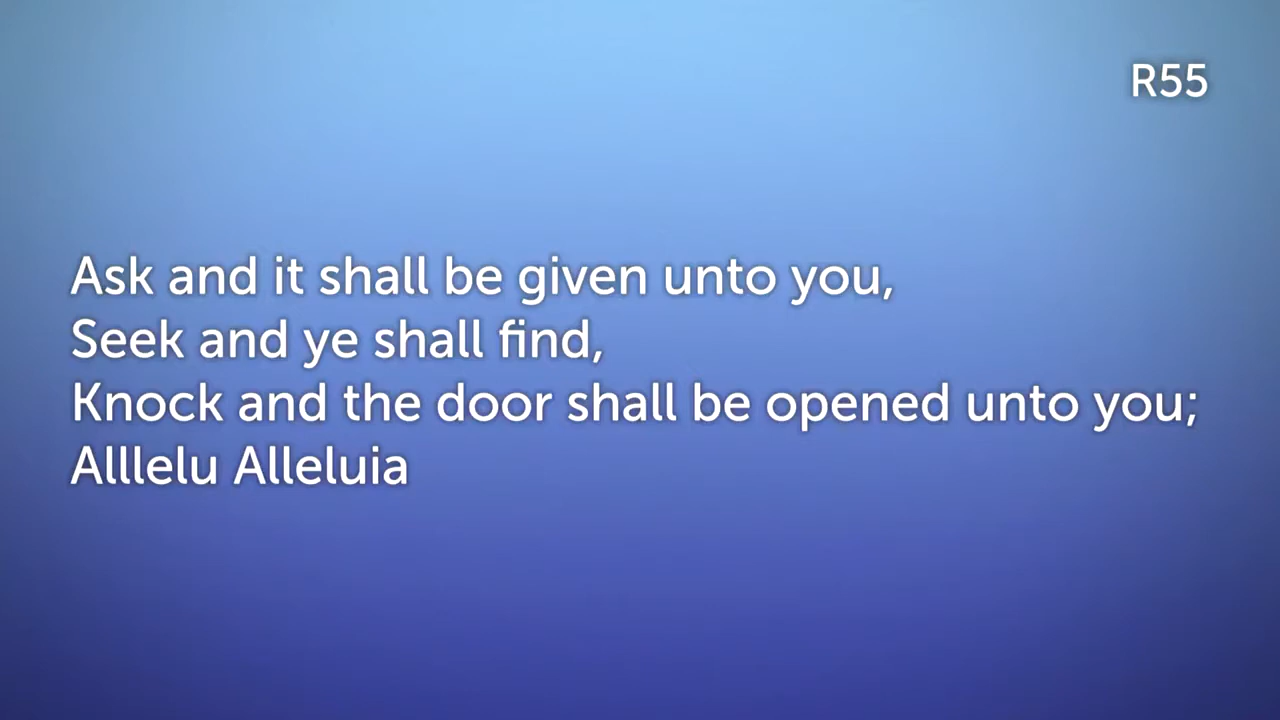 R55
Ask and it shall be given unto you,
Seek and ye shall find,
Knock and the door shall be opened unto you;
Alllelu Alleluia